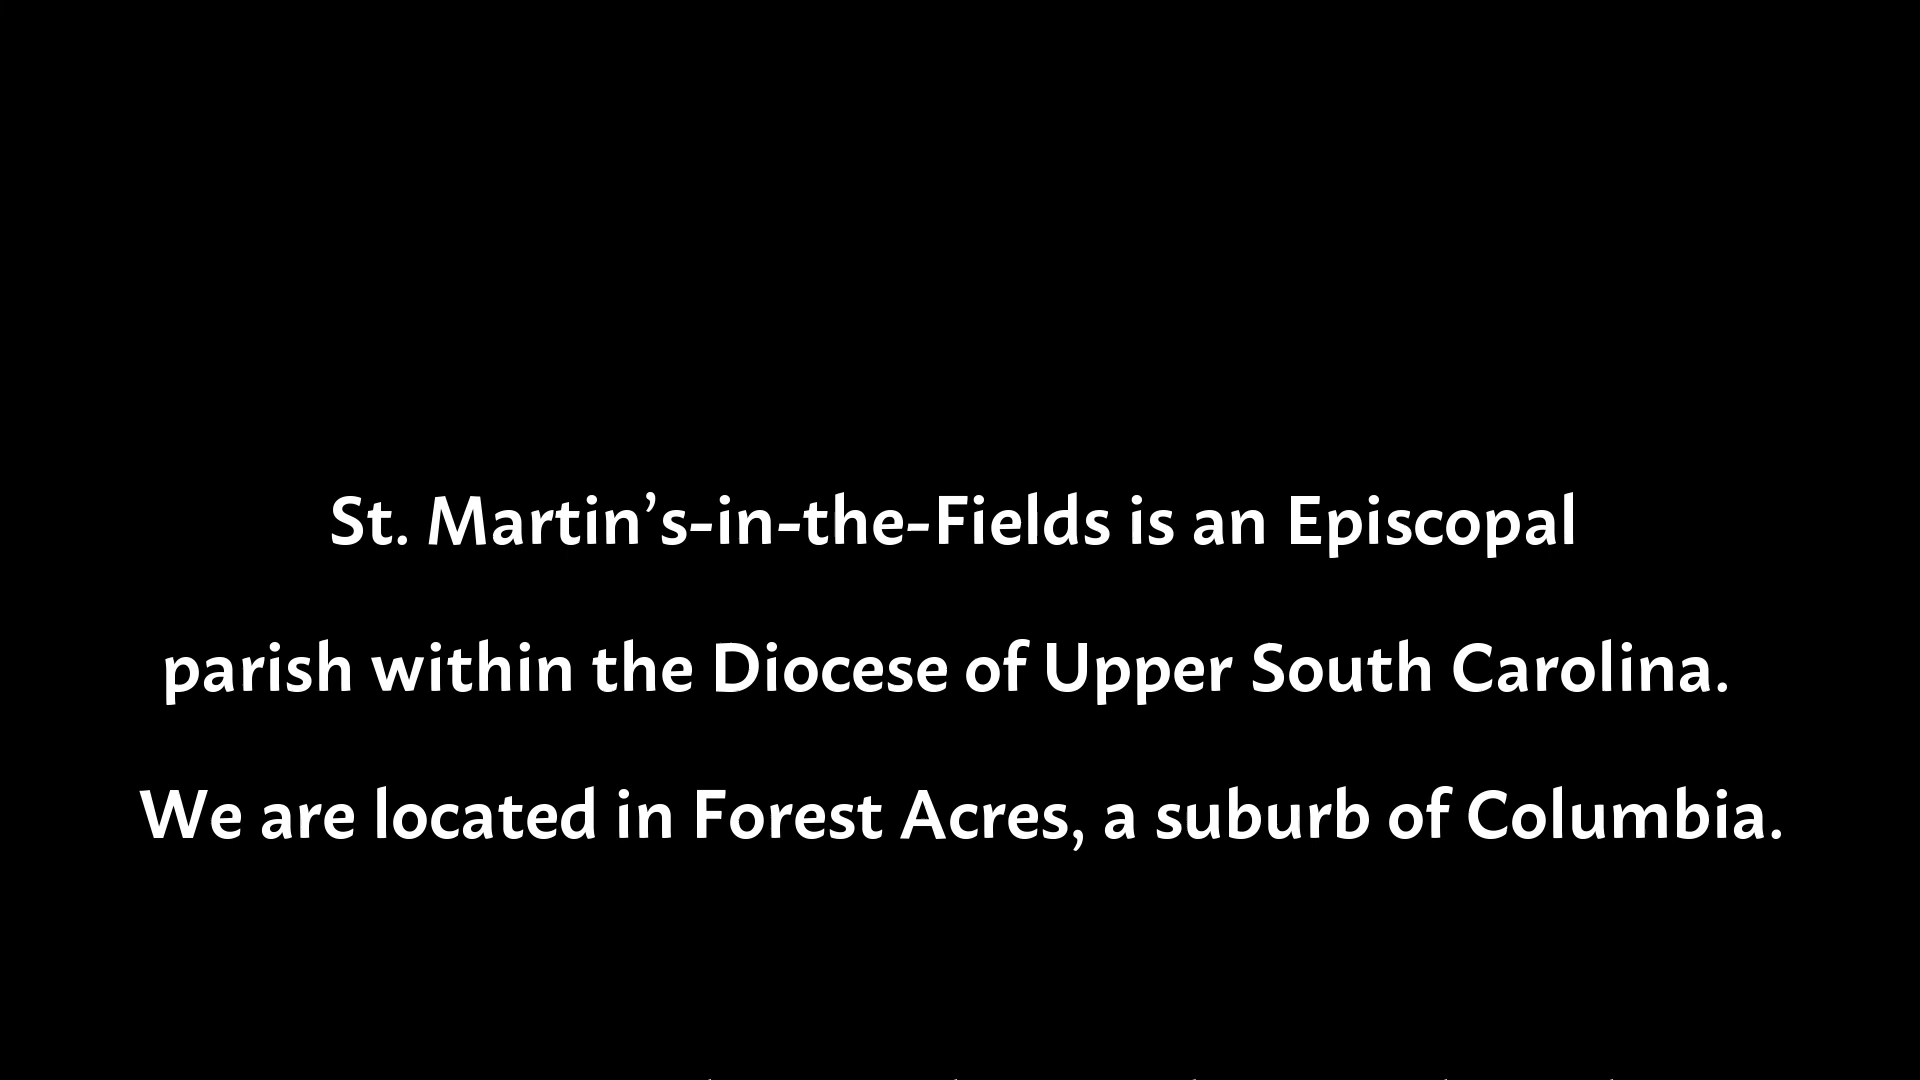 St. Martin’s-in-the-Fields is an Episcopal
parish within the Diocese of Upper South Carolina.
We are located in Forest Acres, a suburb of Columbia.